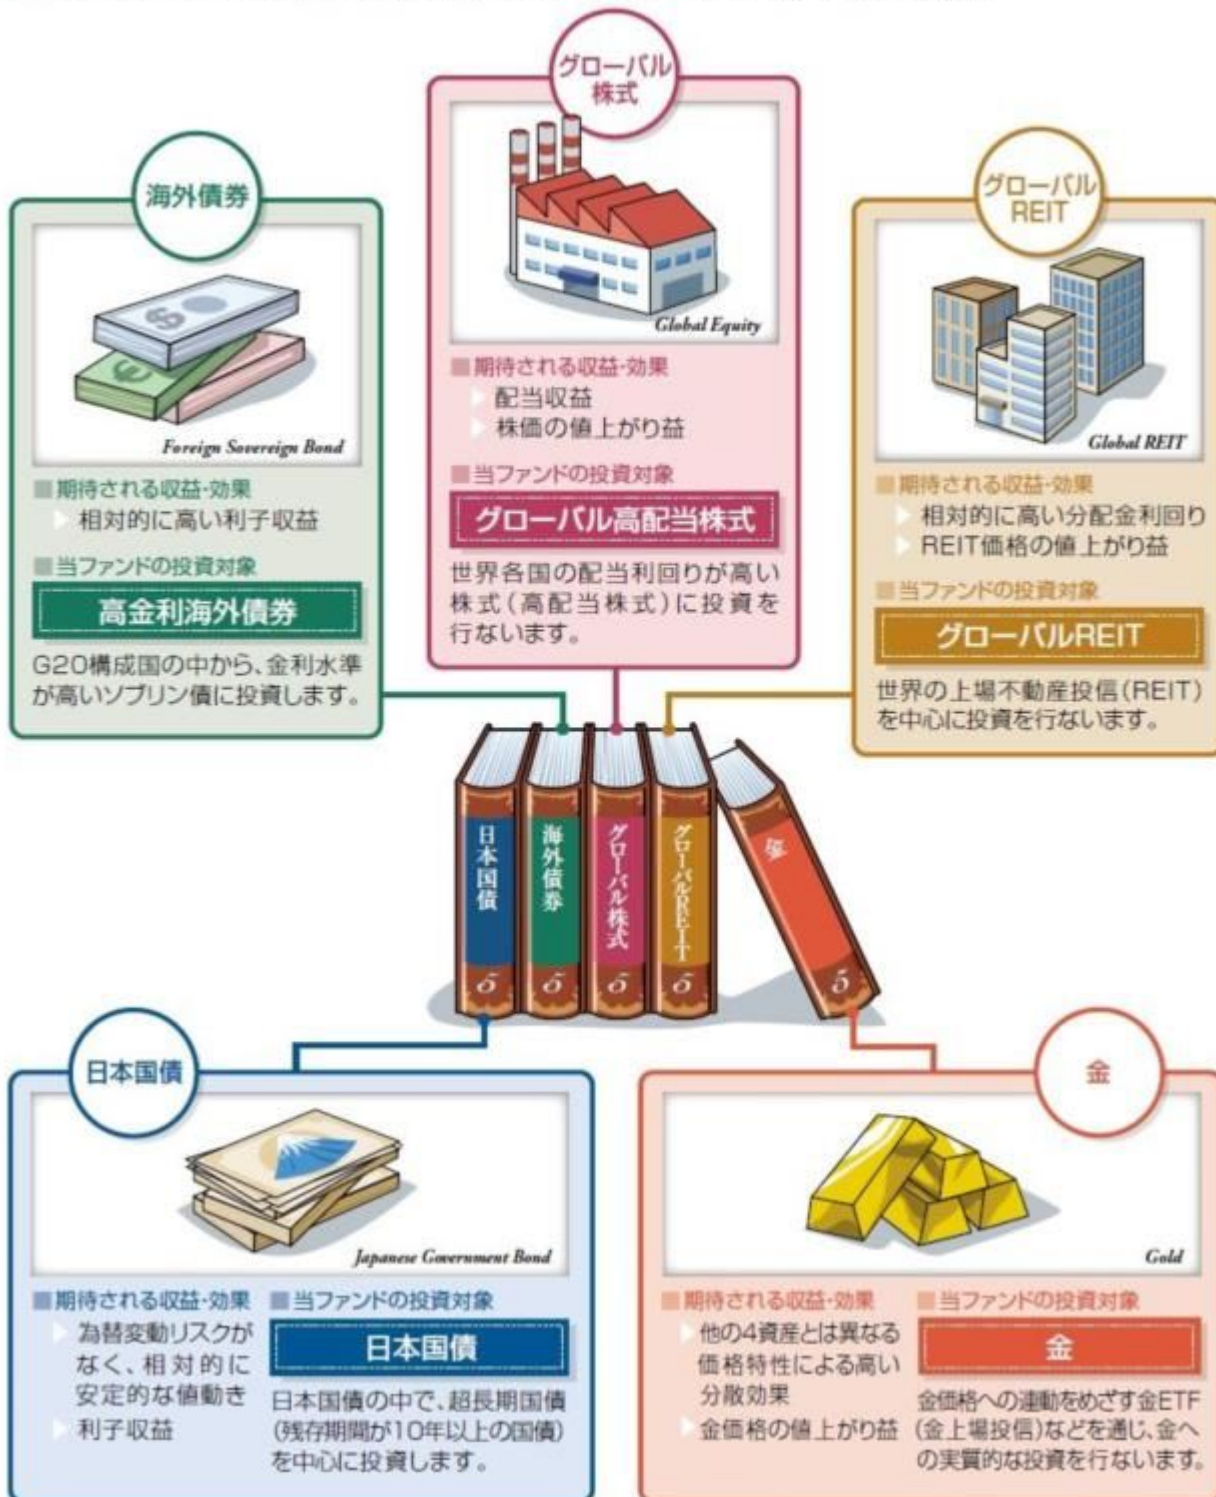 グローバル
株式
Global Equity
■期待される収益・効果
配当収益
株価の値上がり益
■当ファンドの投資対象
グローバル高配当株式
世界各国の配当利回りが高い
株式(高配当株式)に投資を
行ないます。
海外債券
Foreign Sovereign Bond
■期待される収益・効果
相対的に高い利子収益
■当ファンドの投資対象
高金利海外債券
G20構成国の中から、金利水準
が高いソブリン債に投資します。
グローバル
REIT
Global REIT
■期待される収益・効果
相対的に高い分配金利回り
REIT価格の値上がり益
■当ファンドの投資対象
グローバルREIT
世界の上場不動産投信(REIT)
を中心に投資を行ないます。
日本国債
5
海外債券
5
グローバル株式
5
グローバルREIT
5
金
5
日本国債
Japanese Government Bond
■期待される収益・効果
為替変動リスクが
なく、相対的に
安定的な値動き
利子収益
■当ファンドの投資対象
日本国債
日本国債の中で、超長期国債
(残存期間が10年以上の国債)
を中心に投資します。
金
Gold
■期待される収益・効果
他の4資産とは異なる
価格特性による高い
分散効果
金価格の値上がり益
■当ファンドの投資対象
金
金価格への連動をめざす金ETF
(金上場投信)などを通じ、金へ
の実質的な投資を行ないます。